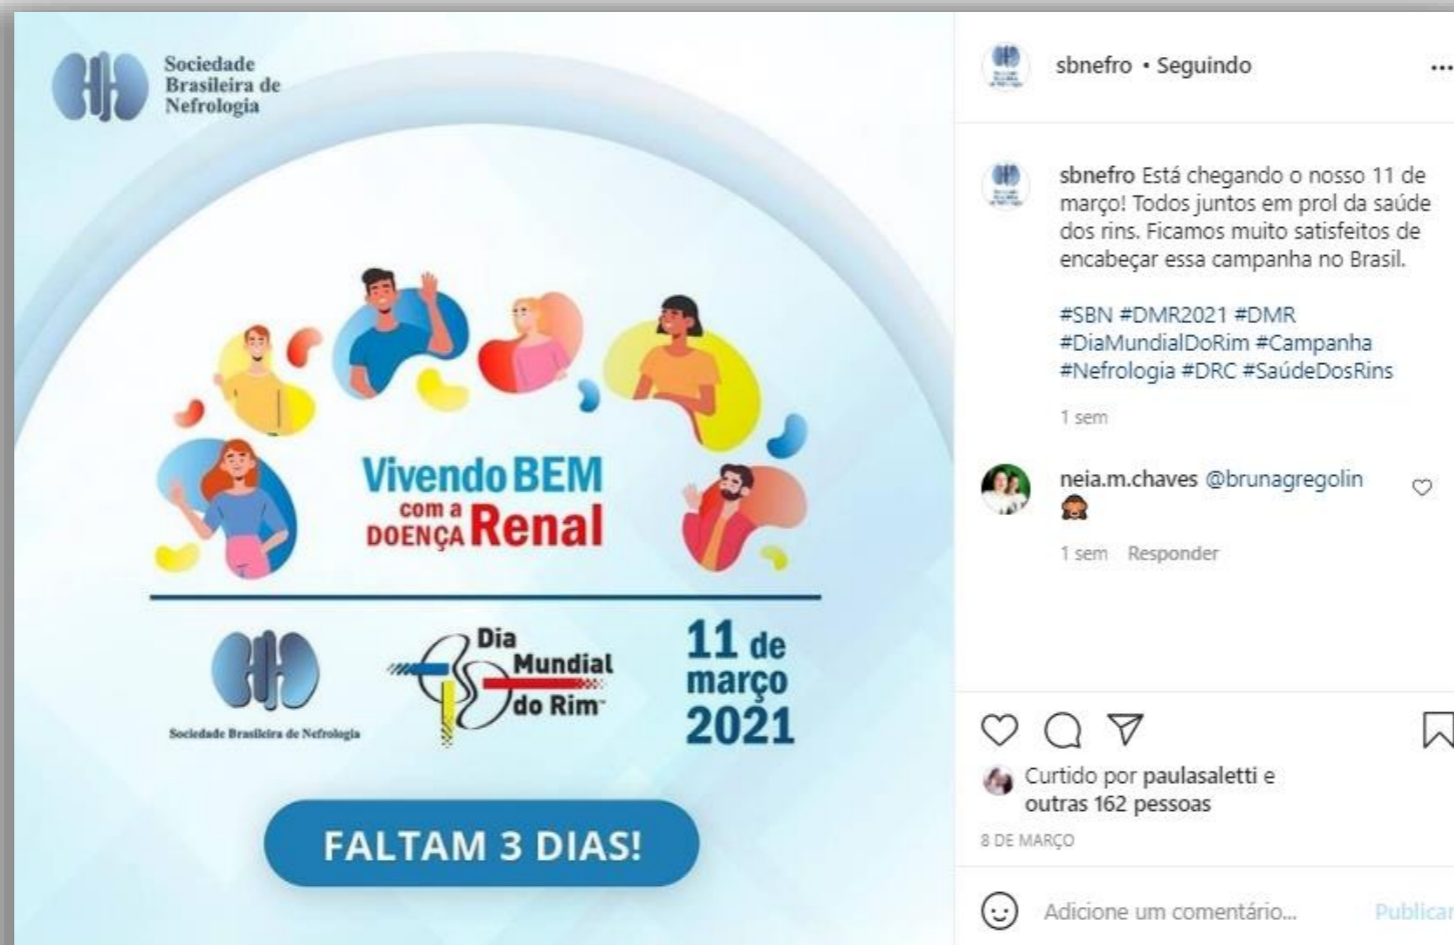 Sociedade
Brasileira de
Nefrologia
Vivendo BEM
com a
DOENÇA Renal
Sociedade Brasileira de Nefrologia
Dia
Mundial
do Rim
11 de
março
2021
FALTAM 3 DIAS!
sbnefro • Seguindo
sbnefro Está chegando o nosso 11 de
março! Todos juntos em prol da saúde
dos rins. Ficamos muito satisfeitos de
encabeçar essa campanha no Brasil.
#SBN #DMR2021 #DMR
#DiaMundialDoRim #Campanha
#Nefrologia #DRC #SaúdeDosRins
1 sem
neia.m.chaves @brunagregolin
1 sem Responder
Curtido por paulasaletti e
outras 162 pessoas
8 DE MARÇO
Adicione um comentário... Publicar